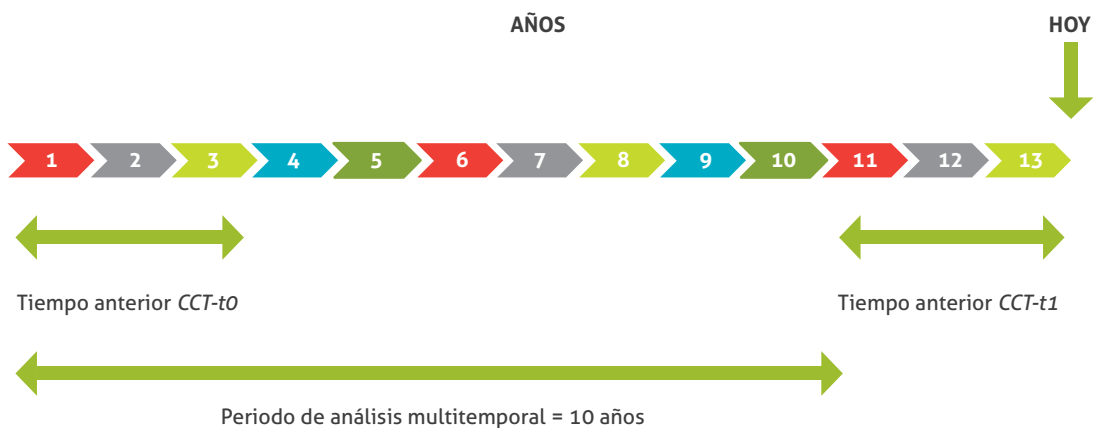 AÑOS
HOY
1 2 3 4 5 6 7 8 9 10 11 12 13
Tiempo anterior CCT-t0
Tiempo anterior CCT-t1
Periodo de análisis multitemporal = 10 años